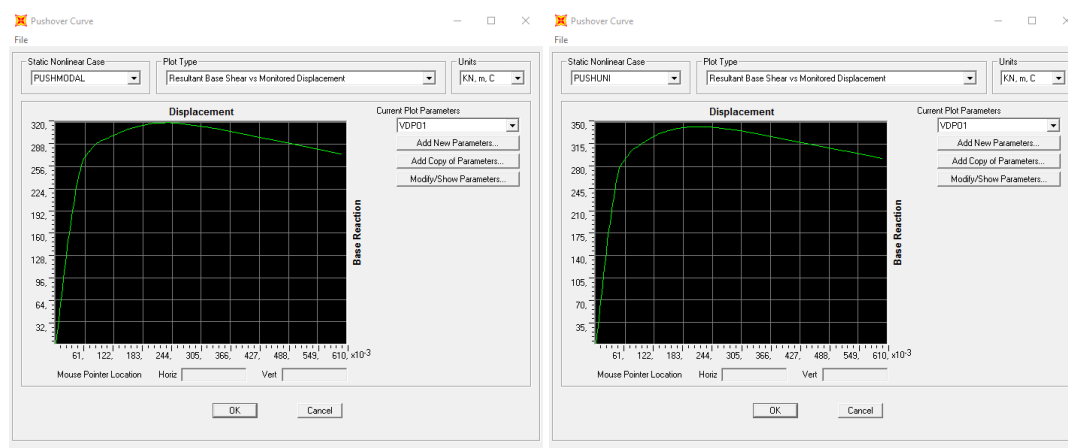 Pushover Curve
File
Static Nonlinear Case
PUSHMODAL
Plot Type
Resultant Base Shear vs Monitored Displacement
Units
KN, m, C
Displacement
320,
288,
256,
224,
192,
160,
128,
96,
64,
32,
61, 122, 183, 244, 305, 366, 427, 488, 549, 610, x10-3
Base Reaction
Current Plot Parameters
VDPO1
Add New Parameters...
Add Copy of Parameters...
Modify/Show Parameters...
Mouse Pointer Location Horiz Vert
OK Cancel
Pushover Curve
File
Static Nonlinear Case
PUSHUNI
Plot Type
Resultant Base Shear vs Monitored Displacement
Units
KN, m, C
Displacement
350,
315,
280,
245,
210,
175,
140,
105,
70,
35,
61, 122, 183, 244, 305, 366, 427, 488, 549, 610, x10-3
Base Reaction
Current Plot Parameters
VDPO1
Add New Parameters...
Add Copy of Parameters...
Modify/Show Parameters...
Mouse Pointer Location Horiz Vert
OK Cancel